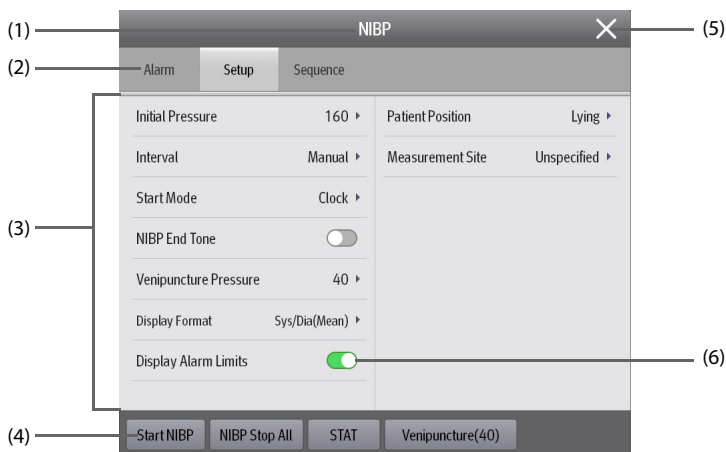 (1) NIBP (5)
(2) Alarm Setup Sequence
Initial Pressure 160 Patient Position Lying
Interval Manual Measurement Site Unspecified
Start Mode Clock
(3)
NIBP End Tone
Venipuncture Pressure 40
Display Format Sys/Dia(Mean)
Display Alarm Limits (6)
(4) Start NIBP NIBP Stop All STAT Venipuncture(40)